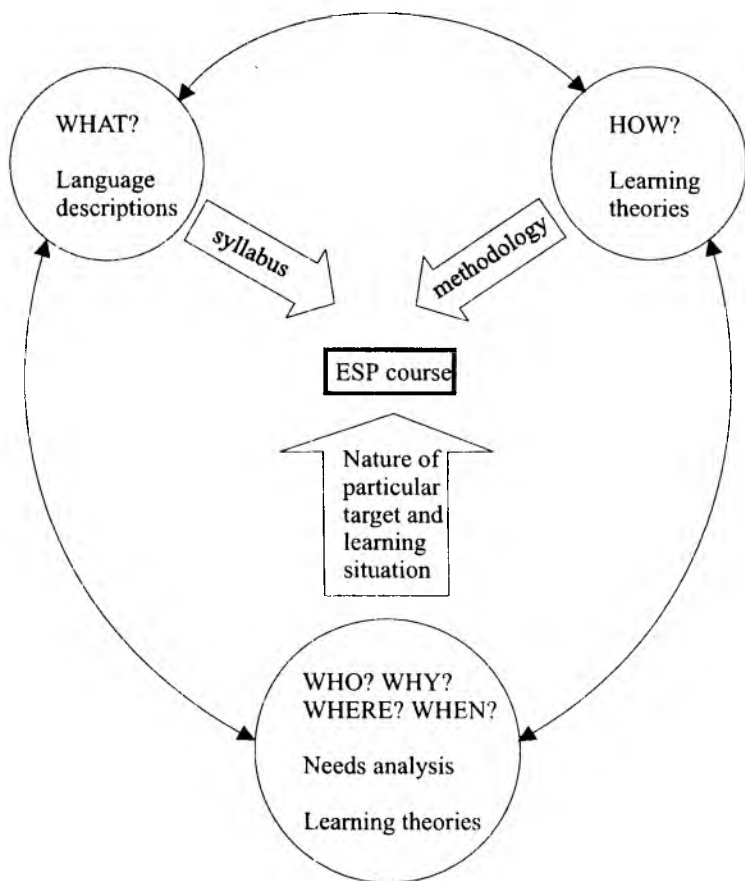 WHAT?
Language
descriptions
HOW?
Learning
theories
syllabus
methodology
ESP course
Nature of
particular
target and
learning
situation
WHO? WHY?
WHERE? WHEN?
Needs analysis
Learning theories